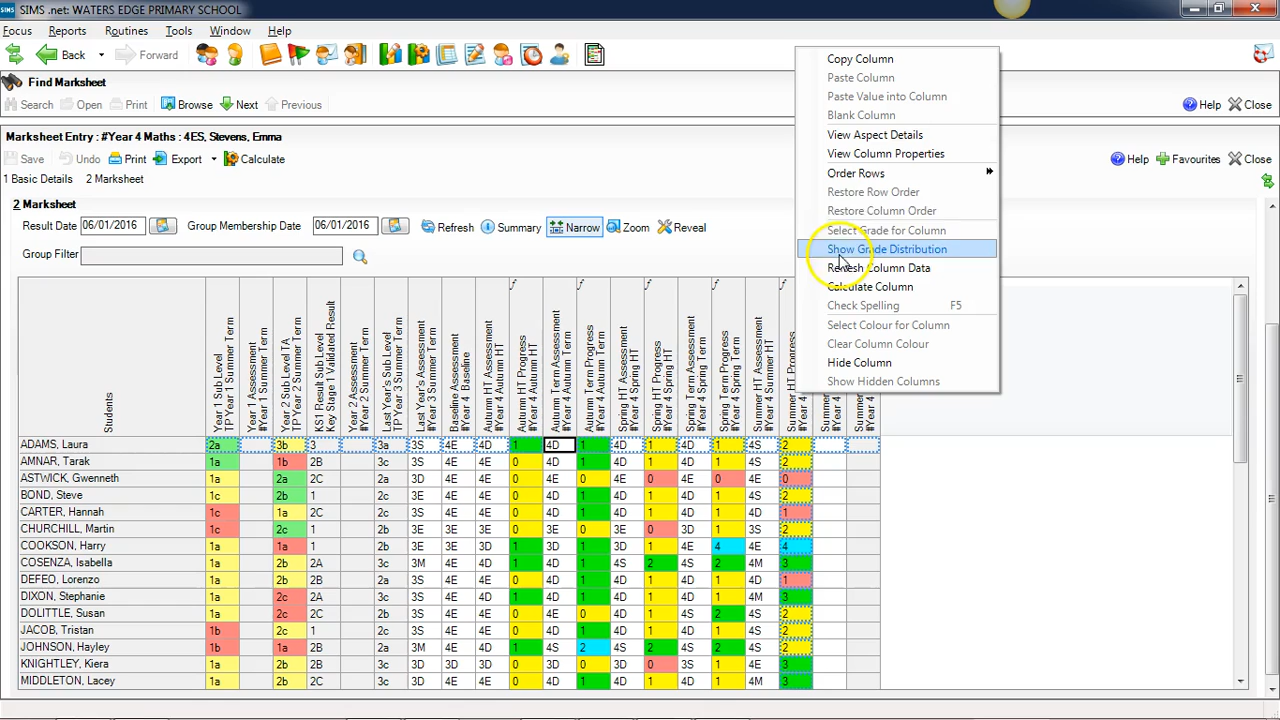 SIMS .net: WATERS EDGE PRIMARY SCHOOL
Focus Reports Routines Tools Window Help
Back Forward
Find Marksheet
Search Open Print Browse Next Previous Help Close
Marksheet Entry : #Year 4 Maths : 4ES, Stevens, Emma
Save Undo Print Export Calculate Help Favourites Close
1 Basic Details 2 Marksheet
2 Marksheet
Result Date 06/01/2016 Group Membership Date 06/01/2016 Refresh Summary Narrow Zoom Reveal
Group Filter
Copy Column
Paste Column
Paste Value into Column
Blank Column
View Aspect Details
View Column Properties
Order Rows
Restore Row Order
Restore Column Order
Select Grade for Column
Show Grade Distribution
Refresh Column Data
Calculate Column
Check Spelling F5
Select Colour for Column
Clear Column Colour
Hide Column
Show Hidden Columns
Students
Year 1 Sub Level
TPYear 1 Summer Term
Year 1 Assessment
#Year 1 Summer Term
Year 2 Sub Level TA
TP Year 2 Summer Term
KS1 Result Sub Level
Key Stage 1 Validated Result
Year 2 Assessment
#Year 2 Summer Term
Last Year's Sub Level
TPYear 3 Summer Term
Last Year's Assessment
#Year 3 Summer Term
Baseline Assessment
#Year 4 Baseline
Autumn HT Assessment
#Year 4 Autumn HT
Autumn HT Progress
#Year 4 Autumn HT
Autumn Term Assessment
#Year 4 Autumn Term
Autumn Term Progress
#Year 4 Autumn Term
Spring HT Assessment
#Year 4 Spring HT
Spring HT Progress
#Year 4 Spring HT
Spring Term Assessment
#Year 4 Spring Term
Spring Term Progress
#Year 4 Spring Term
Summer HT Assessment
#Year 4 Summer HT
Summer HT Progress
#Year 4 Summer HT
ADAMS, Laura 2a 3b 3 3a 3S 4E 4D 1 4D 1 4D 1 4D 1 4S 2
AMNAR, Tarak 1a 1b 2B 3c 3S 4E 4E 0 4D 1 4D 1 4D 1 4S 2
ASTWICK, Gwenneth 1a 2a 2C 2a 3D 4E 4E 0 4E 0 4E 0 4E 0 4S 0
BOND, Steve 1c 2b 1 2c 3E 4E 4E 0 4D 1 4D 1 4D 1 4S 2
CARTER, Hannah 1c 1a 2C 2c 3S 4E 4E 0 4D 1 4D 1 4D 1 4S 1
CHURCHILL, Martin 1c 2c 1 2b 3E 3E 3E 0 3E 0 3E 0 3D 1 3S 2
COOKSON, Harry 1a 1a 1 2b 3E 3E 3D 1 3D 1 3D 1 4E 4 4E 4
COSENZA, Isabella 1a 2b 2C 3c 3M 4E 4D 1 4D 1 4S 2 4S 2 4M 3
DEFEO, Lorenzo 1a 2b 2A 3c 3S 4E 4E 0 4D 1 4D 1 4D 1 4D 1
DIXON, Stephanie 1a 2c 2A 3c 3S 4E 4D 1 4D 1 4D 1 4D 1 4M 3
DOLITTLE, Susan 1a 2c 2C 3c 3S 4E 4E 0 4E 0 4D 1 4S 2 4S 2
JACOB, Tristan 1b 2c 1 2c 3S 4E 4E 0 4D 1 4D 1 4D 1 4S 2
JOHNSON, Hayley 1b 1a 2B 2a 3M 4E 4D 1 4S 2 4S 2 4S 2 4S 2
KNIGHTLEY, Kiera 1a 2b 2B 3c 3D 3D 3D 0 3D 0 3D 0 3S 1 4E 3
MIDDLETON, Lacey 1a 2b 2C 3c 3S 4E 4E 0 4D 1 4D 1 4D 1 4M 3